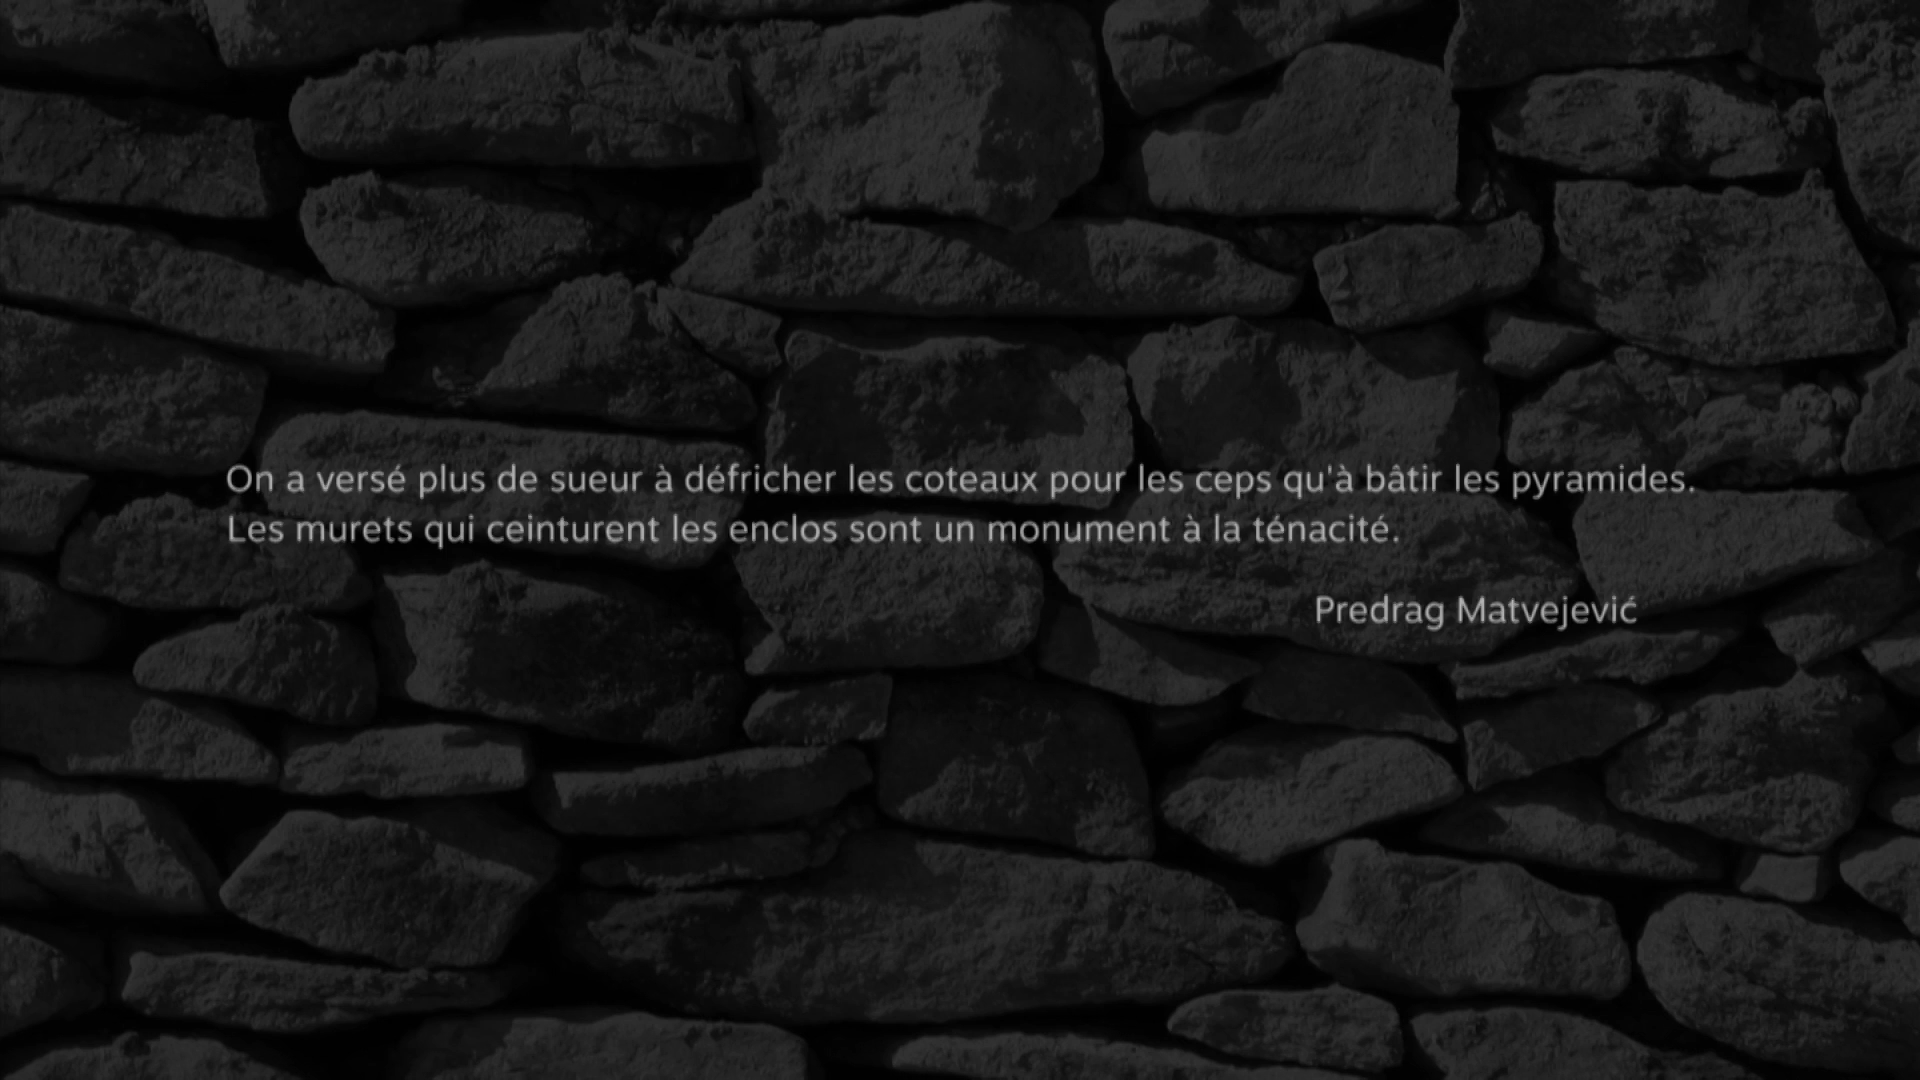 On a versé plus de sueur à défricher les coteaux pour les ceps qu'à bâtir les pyramides.
Les murets qui ceinturent les enclos sont un monument à la ténacité.
Predrag Matvejević